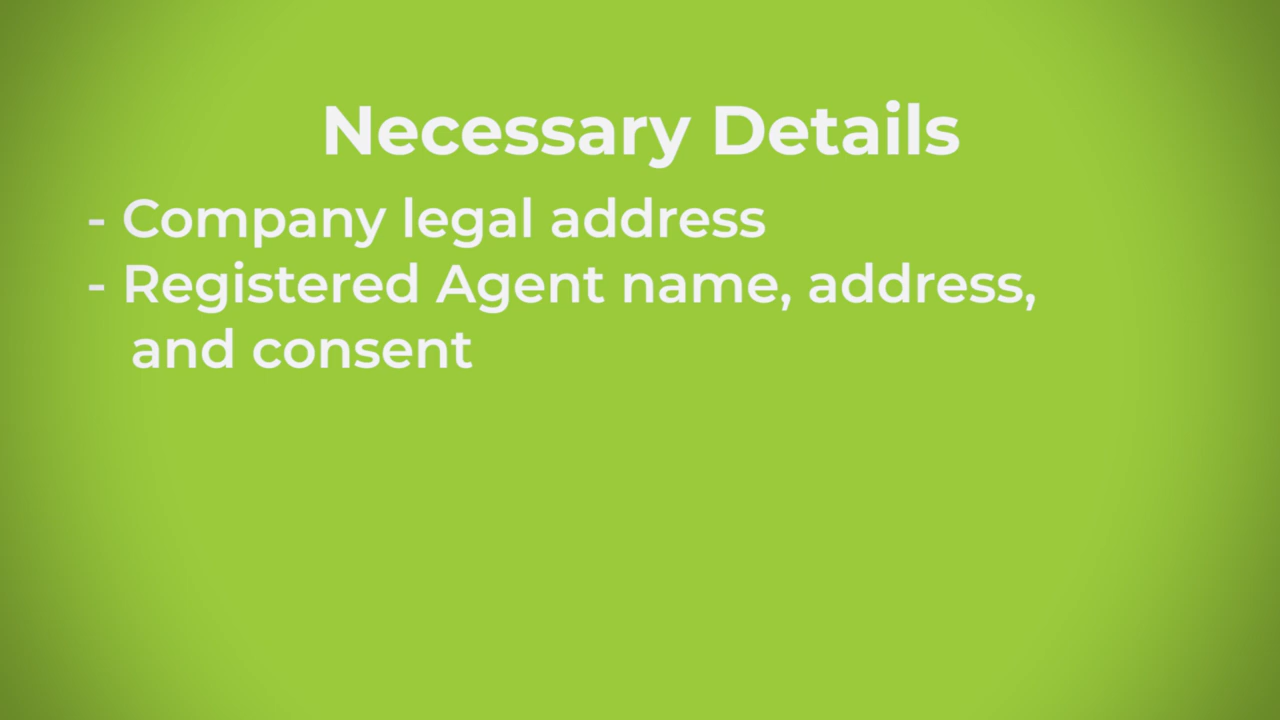 Necessary Details
- Company legal address
- Registered Agent name, address,
and consent